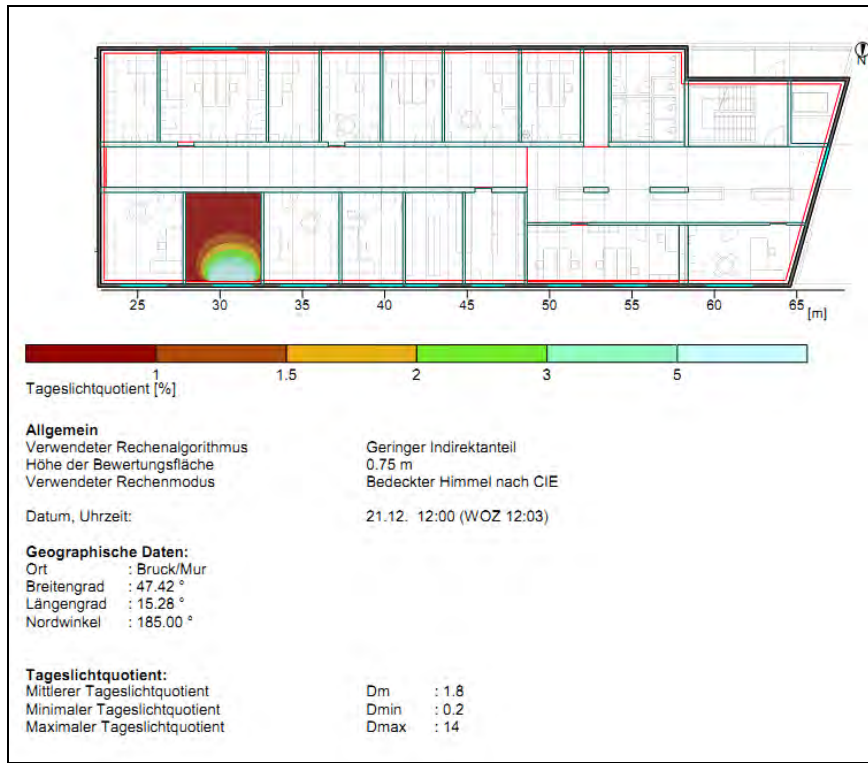 N
25 30 35 40 45 50 55 60 65
[m]
1 1.5 2 3 5
Tageslichtquotient [%]
Allgemein
Verwendeter Rechenalgorithmus Geringer Indirektanteil
Höhe der Bewertungsfläche 0.75 m
Verwendeter Rechenmodus Bedeckter Himmel nach CIE
Datum, Uhrzeit: 21.12. 12:00 (WOZ 12:03)
Geographische Daten:
Ort : Bruck/Mur
Breitengrad : 47.42 °
Längengrad : 15.28 °
Nordwinkel : 185.00 °
Tageslichtquotient:
Mittlerer Tageslichtquotient Dm : 1.8
Minimaler Tageslichtquotient Dmin : 0.2
Maximaler Tageslichtquotient Dmax : 14